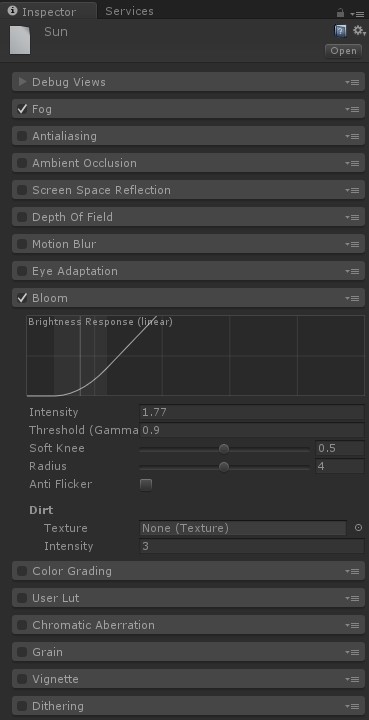 Inspector Services
Sun
Open
Debug Views
Fog
Antialiasing
Ambient Occlusion
Screen Space Reflection
Depth Of Field
Motion Blur
Eye Adaptation
Bloom
Brightness Response (linear)
Intensity 1.77
Threshold (Gamma 0.9
Soft Knee 0.5
Radius 4
Anti Flicker
Dirt
Texture None (Texture)
Intensity 3
Color Grading
User Lut
Chromatic Aberration
Grain
Vignette
Dithering